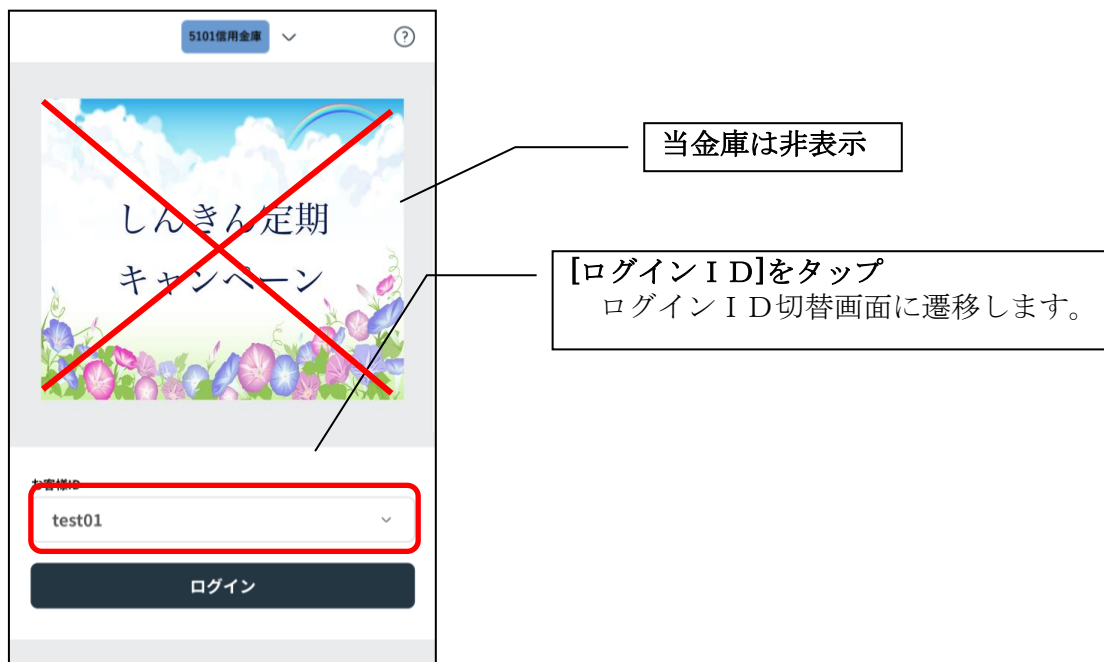 5101信用金庫
?
しんきん定期
キャンペーン
当金庫は非表示
[ログインＩＤ]をタップ
ログインＩＤ切替画面に遷移します。
お客様ID
test01
ログイン